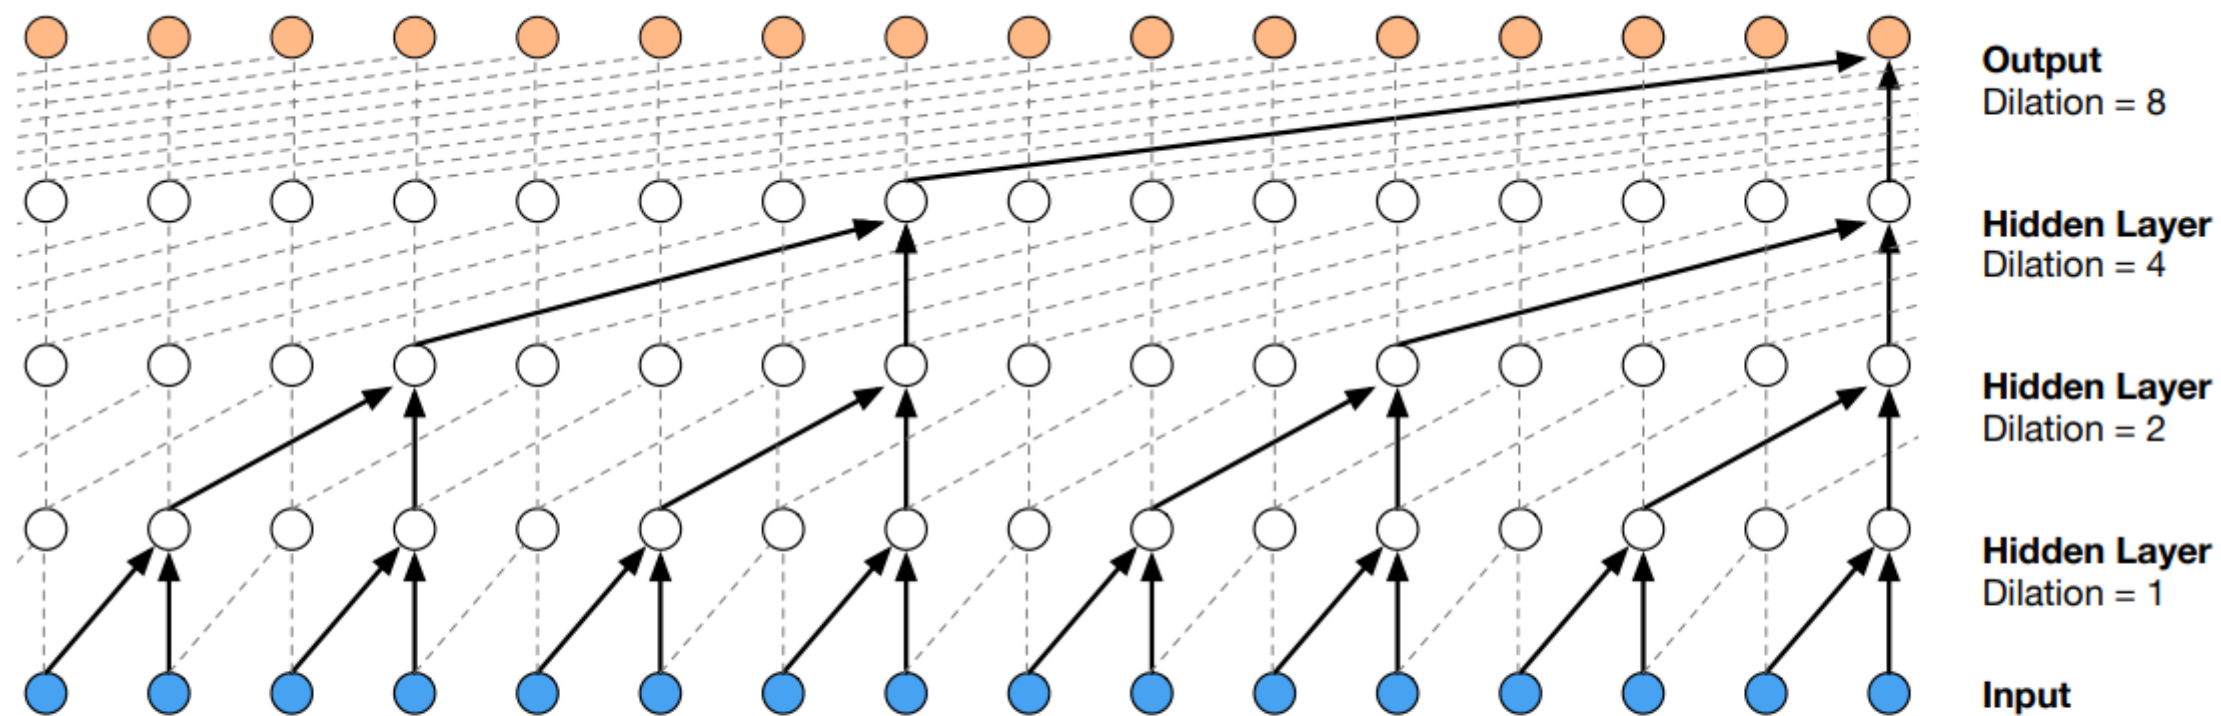 Output
Dilation = 8
Hidden Layer
Dilation = 4
Hidden Layer
Dilation = 2
Hidden Layer
Dilation = 1
Input